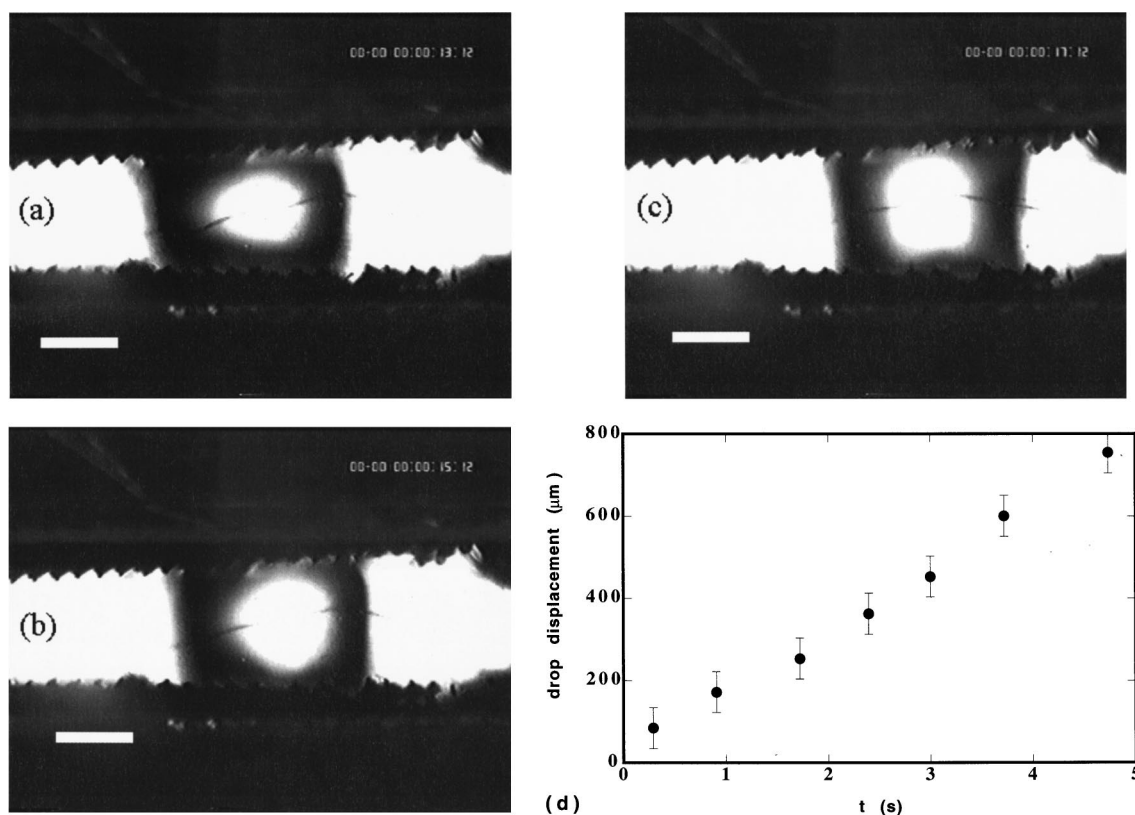 00-00 00:00:13:12
(a)
00-00 00:00:17:12
(c)
00-00 00:00:15:12
(b)
800
600
400
200
0
drop displacement (μm)
0 1 2 3 4 5
(d) t (s)